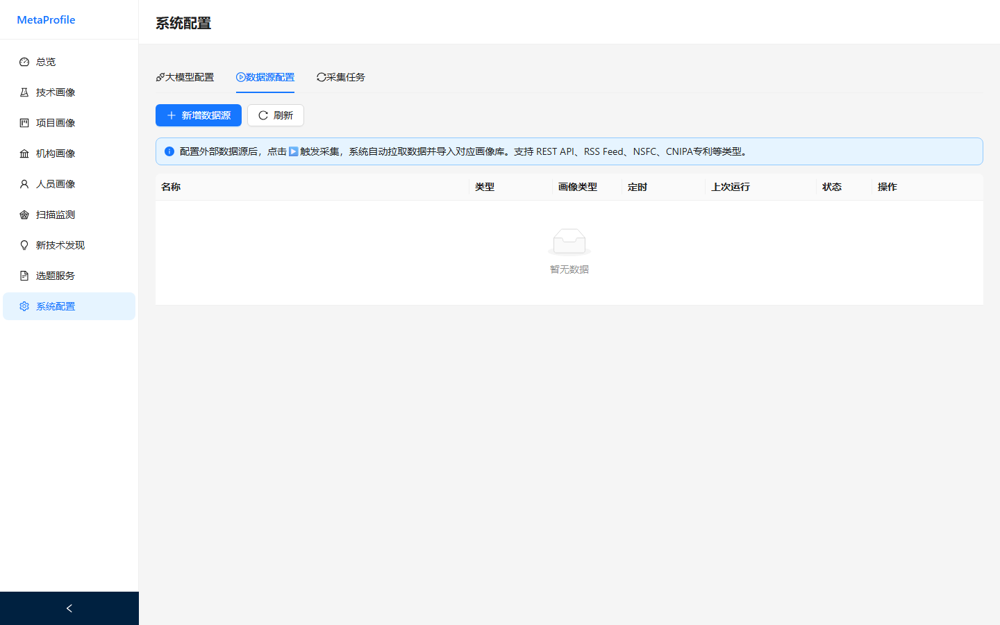 MetaProfile
总览
技术画像
项目画像
机构画像
人员画像
扫描监测
新技术发现
选题服务
系统配置
系统配置
大模型配置
数据源配置
采集任务
新增数据源
刷新
配置外部数据源后，点击 ▶️ 触发采集，系统自动拉取数据并导入对应画像库。支持 REST API、RSS Feed、NSFC、CNIPA专利等类型。
名称 类型 画像类型 定时 上次运行 状态 操作
暂无数据